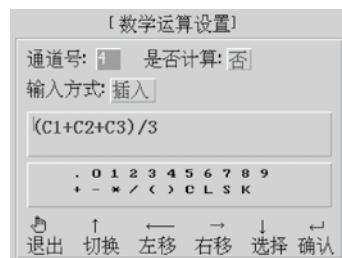 [数学运算设置]
通道号: 4 是否计算: 否
输入方式: 插入
(C1+C2+C3)/3
. 0 1 2 3 4 5 6 7 8 9
+ - * / ( ) C L S K
↑ ← → ↓ ↵
退出 切换 左移 右移 选择 确认